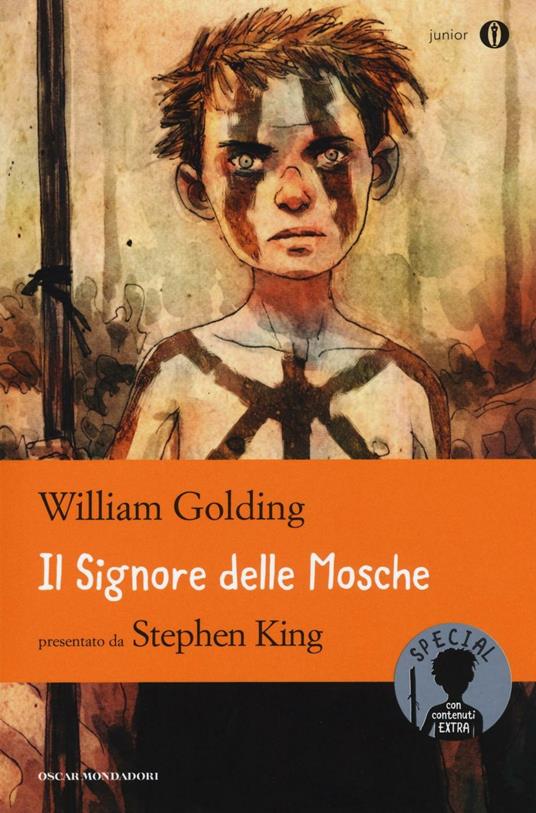 junior
William Golding
Il Signore delle Mosche
presentato da Stephen King
SPECIAL
con
contenuti
EXTRA
OSCAR MONDADORI